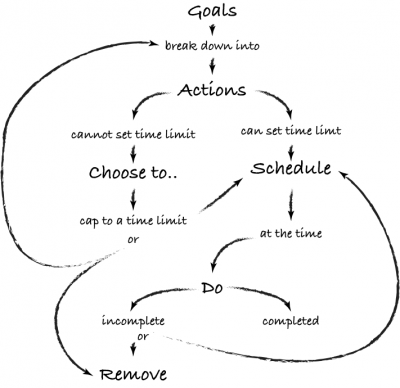 Goals
break down into
Actions
cannot set time limit
can set time limt
Choose to..
Schedule
cap to a time limit
or
at the time
Do
incomplete
completed
or
Remove